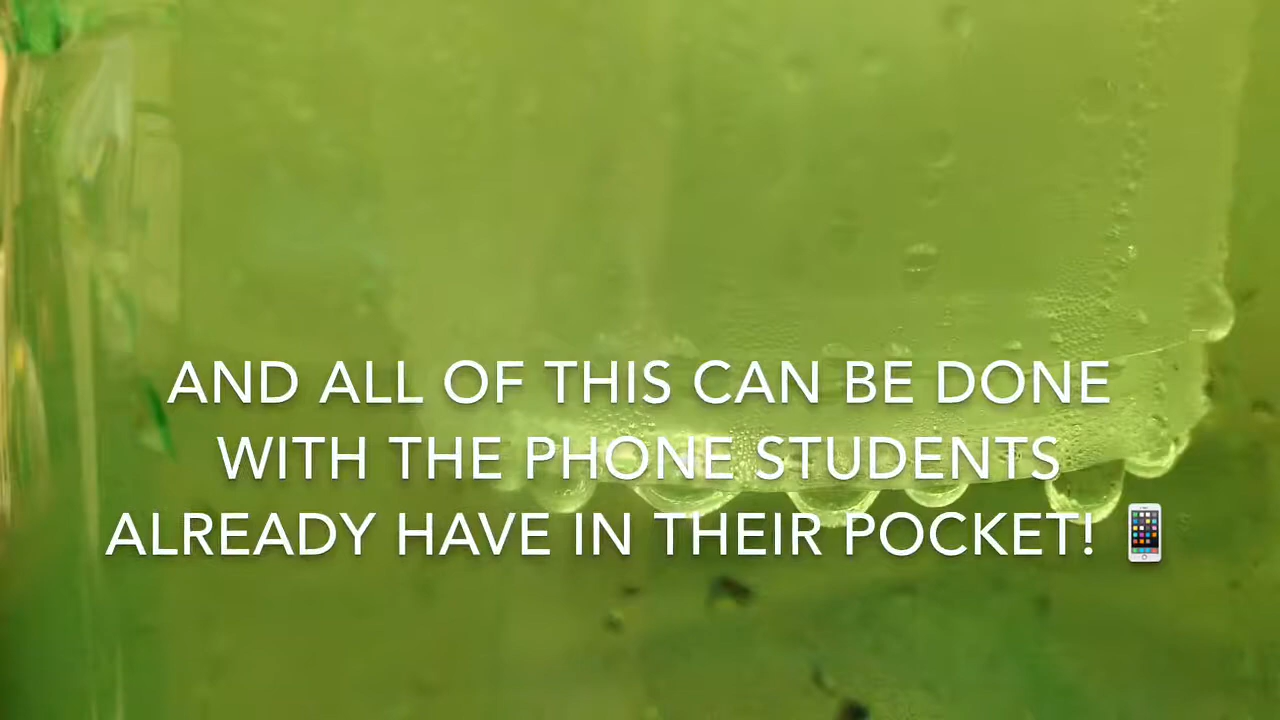 AND ALL OF THIS CAN BE DONE
WITH THE PHONE STUDENTS
ALREADY HAVE IN THEIR POCKET! 📱